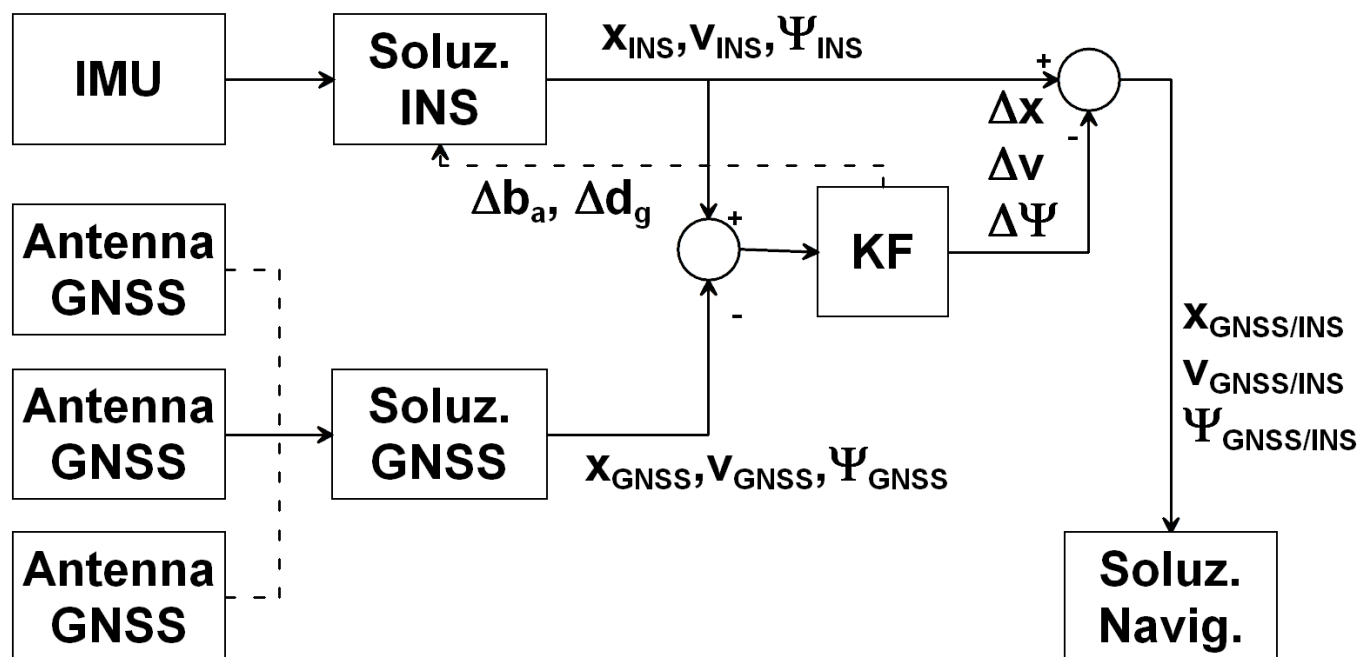 IMU
Soluz.
INS
x_INS,v_INS,Ψ_INS
+
Δx
-
Δv
ΔΨ
Δb_a, Δd_g
+
KF
-
Antenna
GNSS
Antenna
GNSS
Soluz.
GNSS
x_GNSS,v_GNSS,Ψ_GNSS
Antenna
GNSS
x_GNSS/INS
v_GNSS/INS
Ψ_GNSS/INS
Soluz.
Navig.